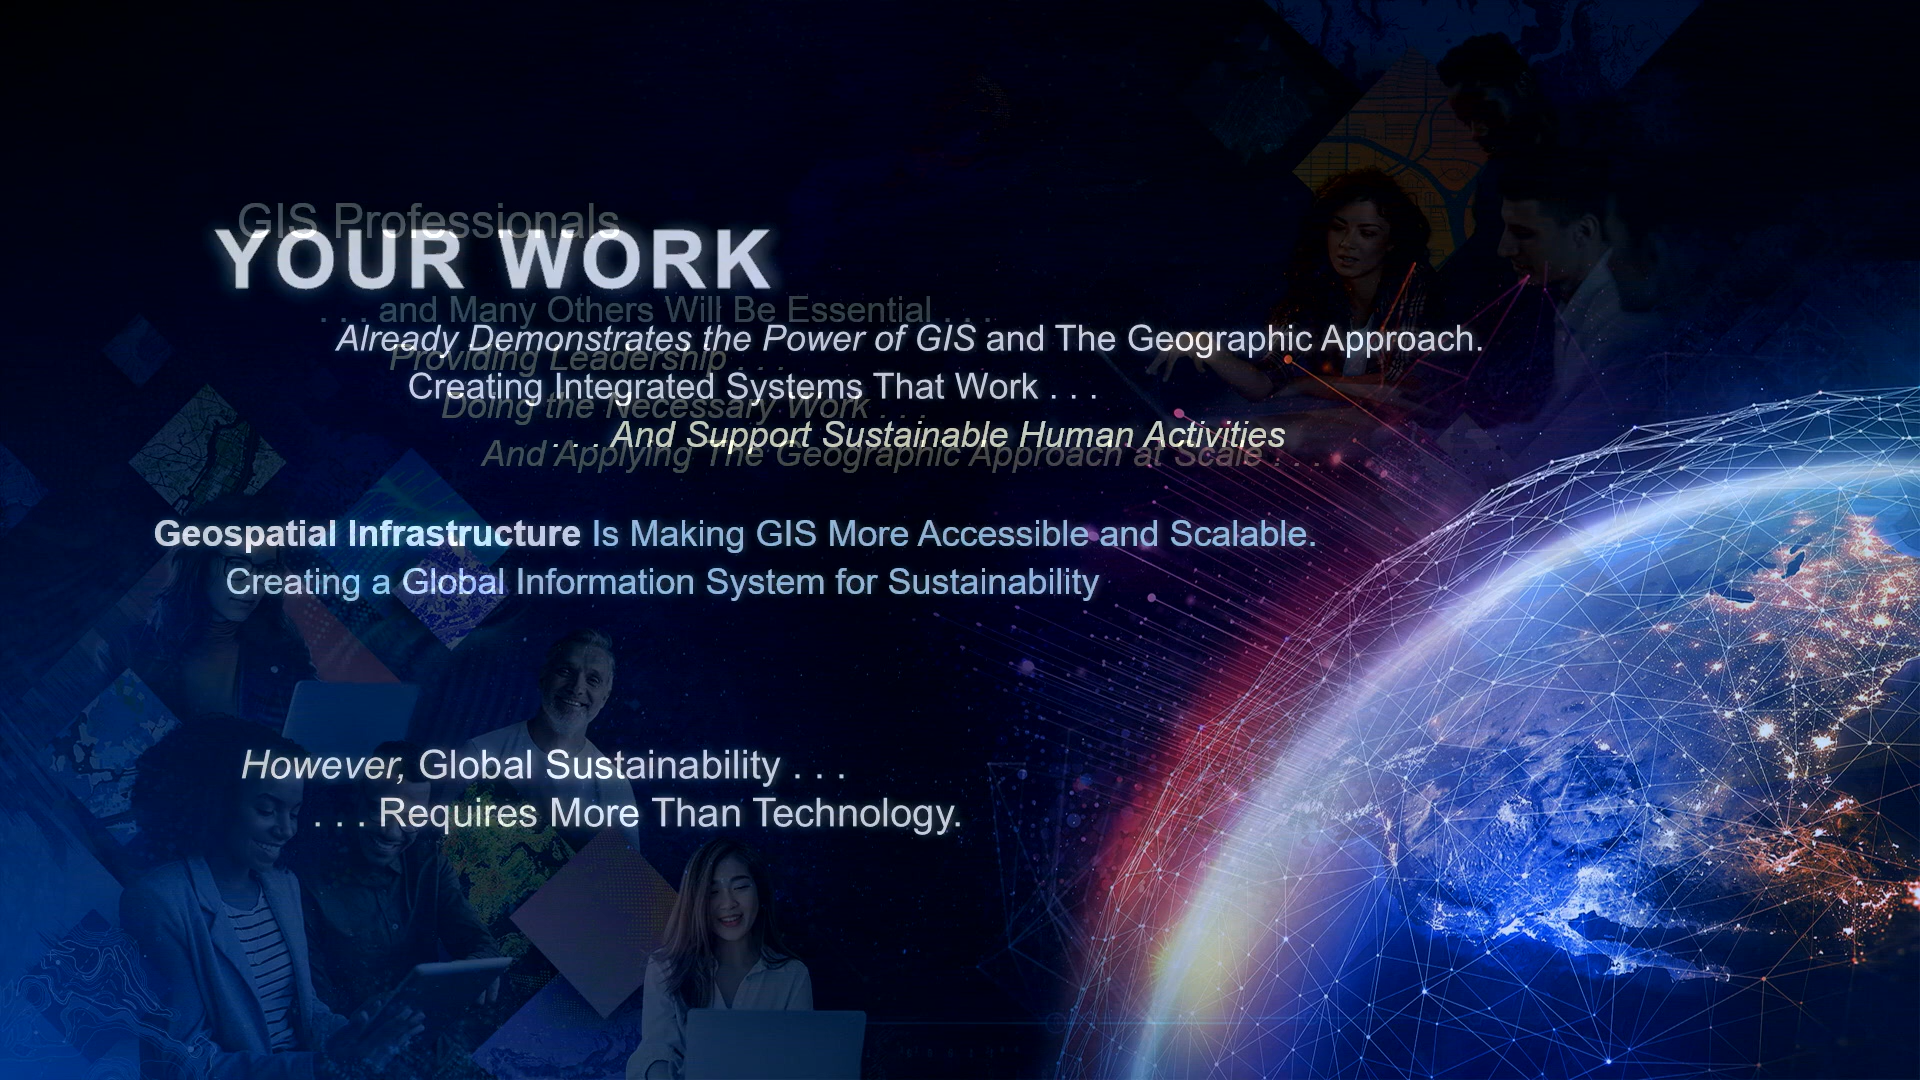 GIS Professionals
YOUR WORK
. . . and Many Others Will Be Essential . . .
Already Demonstrates the Power of GIS and The Geographic Approach.
Providing Leadership . . .
Creating Integrated Systems That Work . . .
Doing the Necessary Work . . .
. . . And Support Sustainable Human Activities
And Applying The Geographic Approach at Scale . . .
Geospatial Infrastructure Is Making GIS More Accessible and Scalable.
Creating a Global Information System for Sustainability
However, Global Sustainability . . .
. . . Requires More Than Technology.